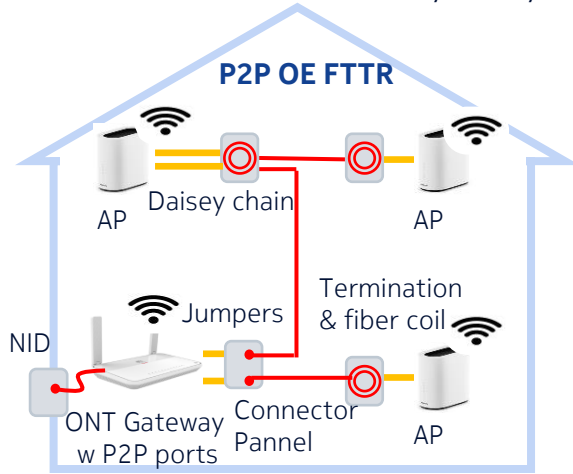 P2P OE FTTR
AP
Daisey chain
AP
Jumpers
Termination
& fiber coil
NID
ONT Gateway
w P2P ports
Connector
Pannel
AP